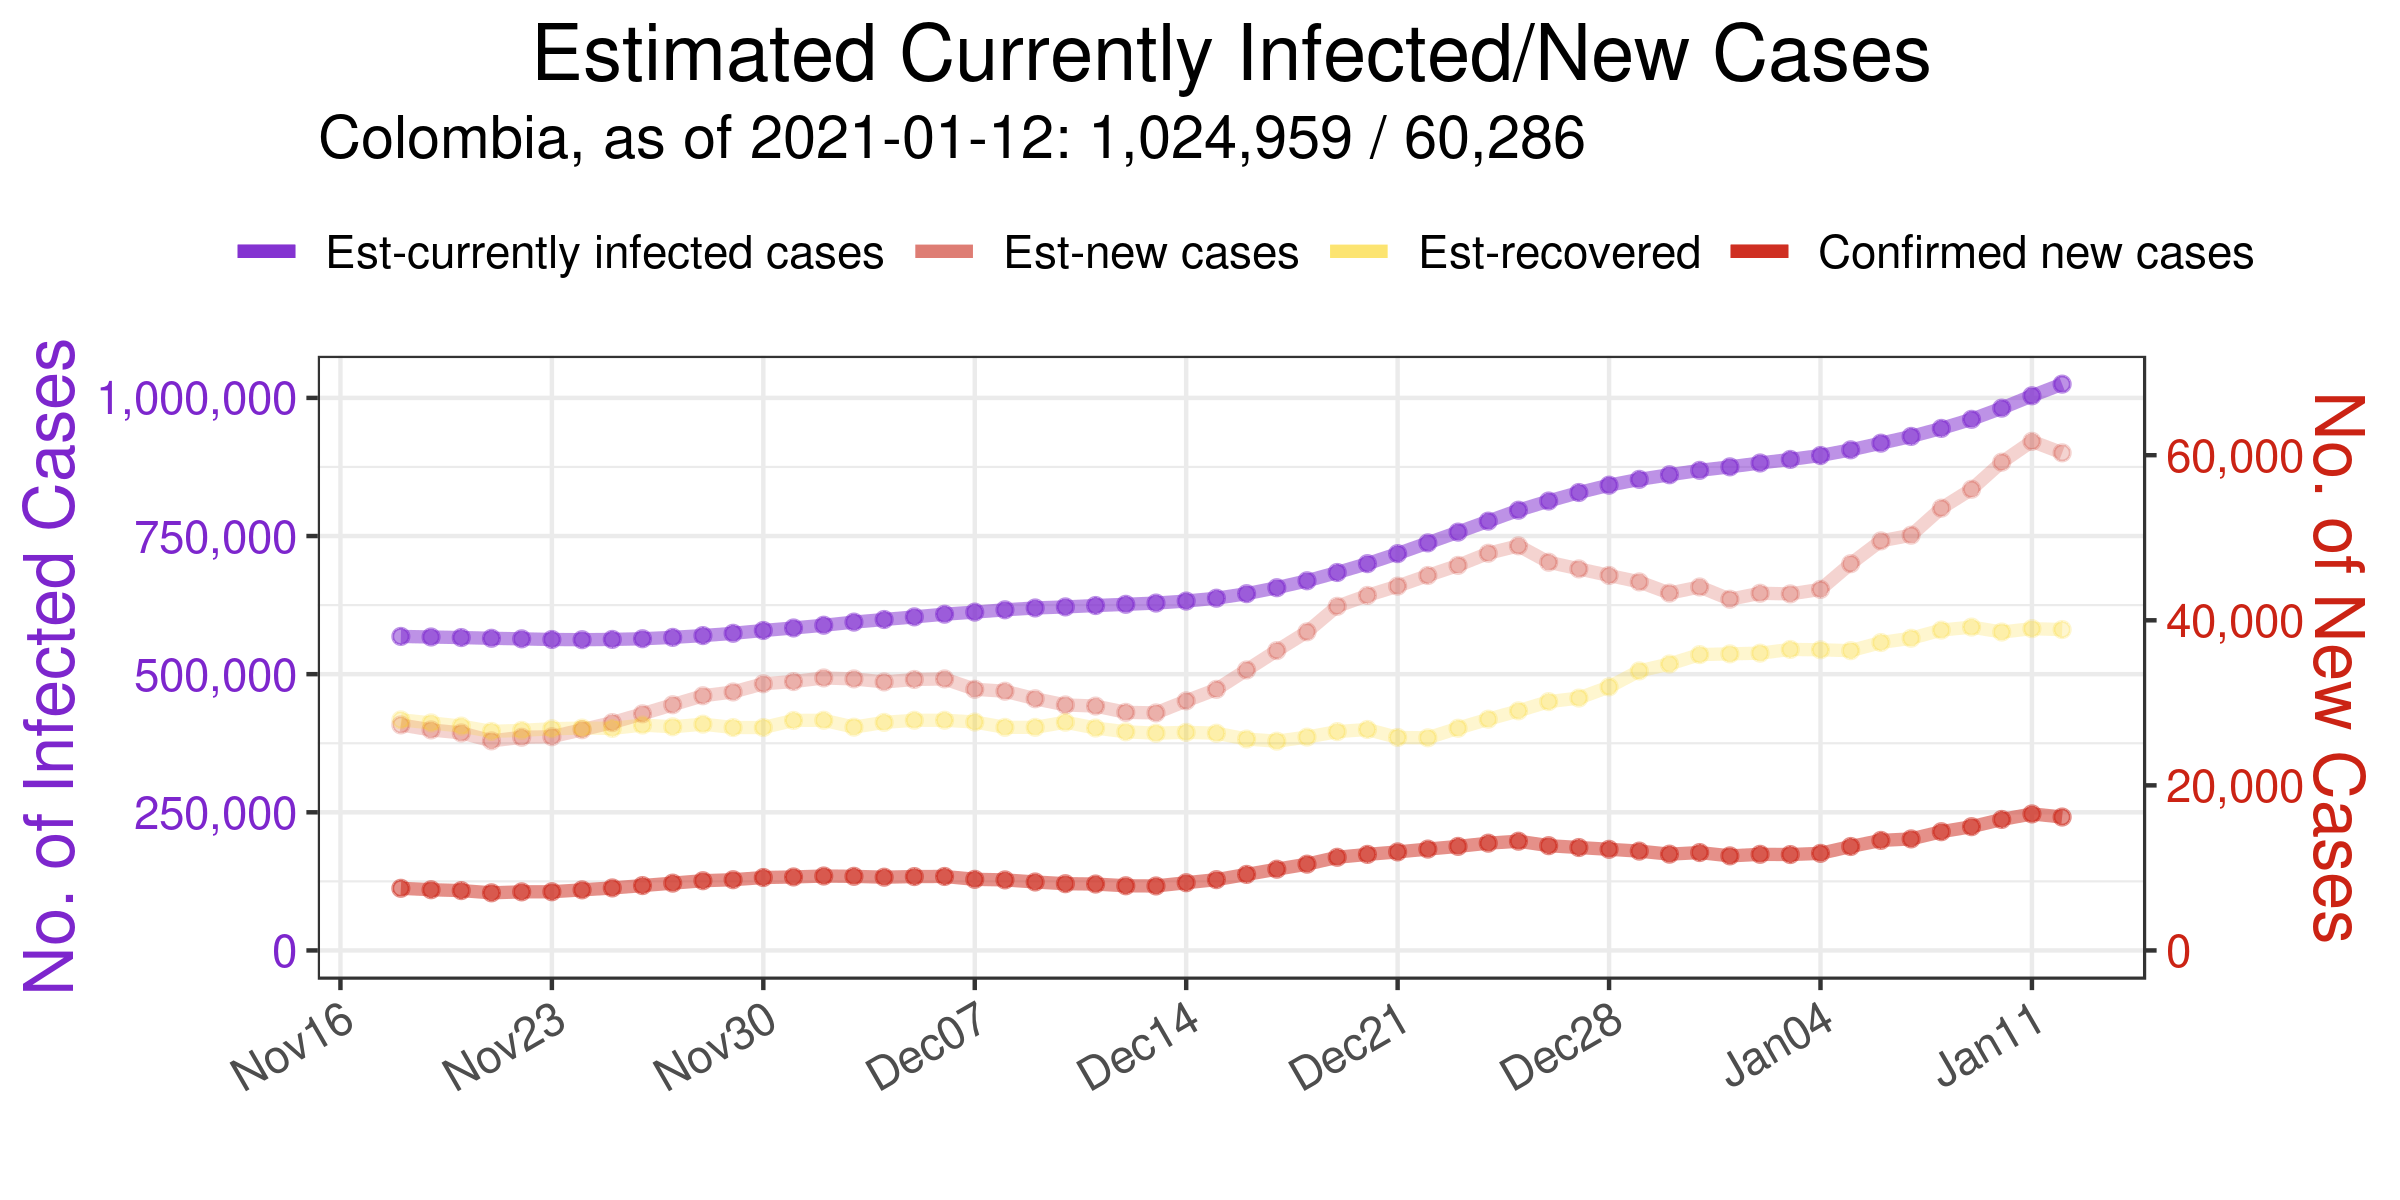 Estimated Currently Infected/New Cases
Colombia, as of 2021-01-12: 1,024,959 / 60,286
Est-currently infected cases Est-new cases Est-recovered Confirmed new cases
No. of Infected Cases
1,000,000
750,000
500,000
250,000
0
60,000
40,000
20,000
0
No. of New Cases
Nov16 Nov23 Nov30 Dec07 Dec14 Dec21 Dec28 Jan04 Jan11